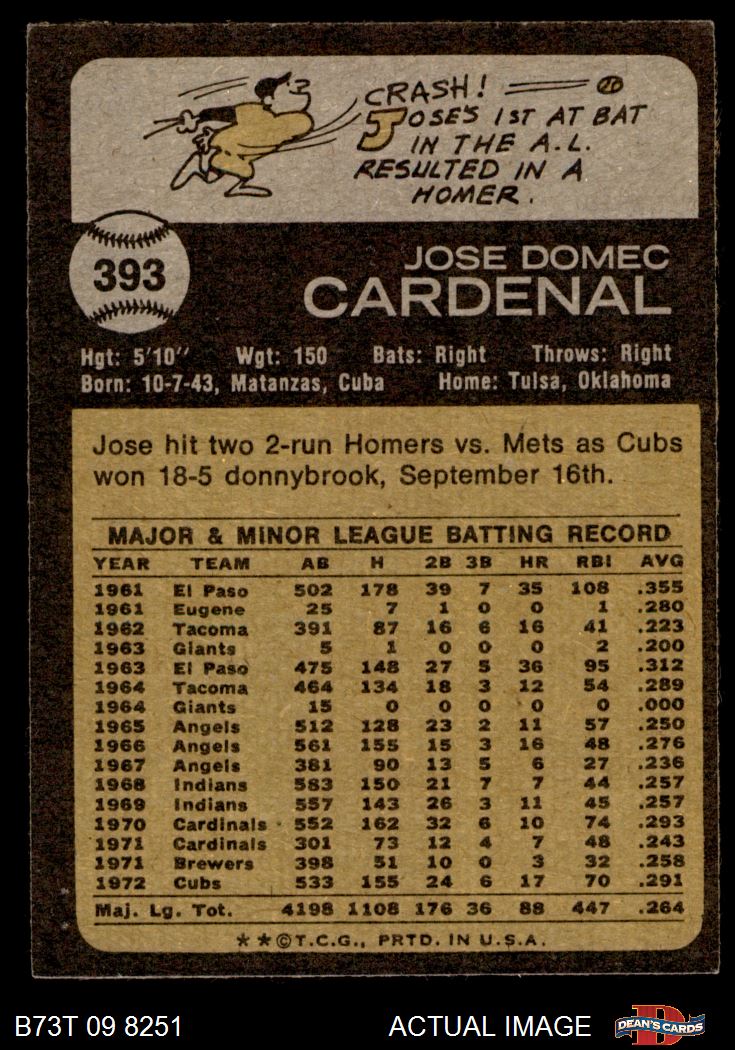 CRASH!
JOSE'S 1ST AT BAT
IN THE A.L.
RESULTED IN A
HOMER.
393
JOSE DOMEC
CARDENAL
Hgt: 5'10" Wgt: 150 Bats: Right Throws: Right
Born: 10-7-43, Matanzas, Cuba Home: Tulsa, Oklahoma
Jose hit two 2-run Homers vs. Mets as Cubs
won 18-5 donnybrook, September 16th.
MAJOR & MINOR LEAGUE BATTING RECORD
YEAR TEAM AB H 2B 3B HR RBI AVG
1961 El Paso 502 178 39 7 35 108 .355
1961 Eugene 25 7 1 0 0 1 .280
1962 Tacoma 391 87 16 6 16 41 .223
1963 Giants 5 1 0 0 0 2 .200
1963 El Paso 475 148 27 5 36 95 .312
1964 Tacoma 464 134 18 3 12 54 .289
1964 Giants 15 0 0 0 0 0 .000
1965 Angels 512 128 23 2 11 57 .250
1966 Angels 561 155 15 3 16 48 .276
1967 Angels 381 90 13 5 6 27 .236
1968 Indians 583 150 21 7 7 44 .257
1969 Indians 557 143 26 3 11 45 .257
1970 Cardinals 552 162 32 6 10 74 .293
1971 Cardinals 301 73 12 4 7 48 .243
1971 Brewers 398 51 10 0 3 32 .258
1972 Cubs 533 155 24 6 17 70 .291
Maj. Lg. Tot. 4198 1108 176 36 88 447 .264
★ ★ © T.C.G., PRTD. IN U.S.A.
B73T 09 8251 ACTUAL IMAGE D DEAN'S CARDS